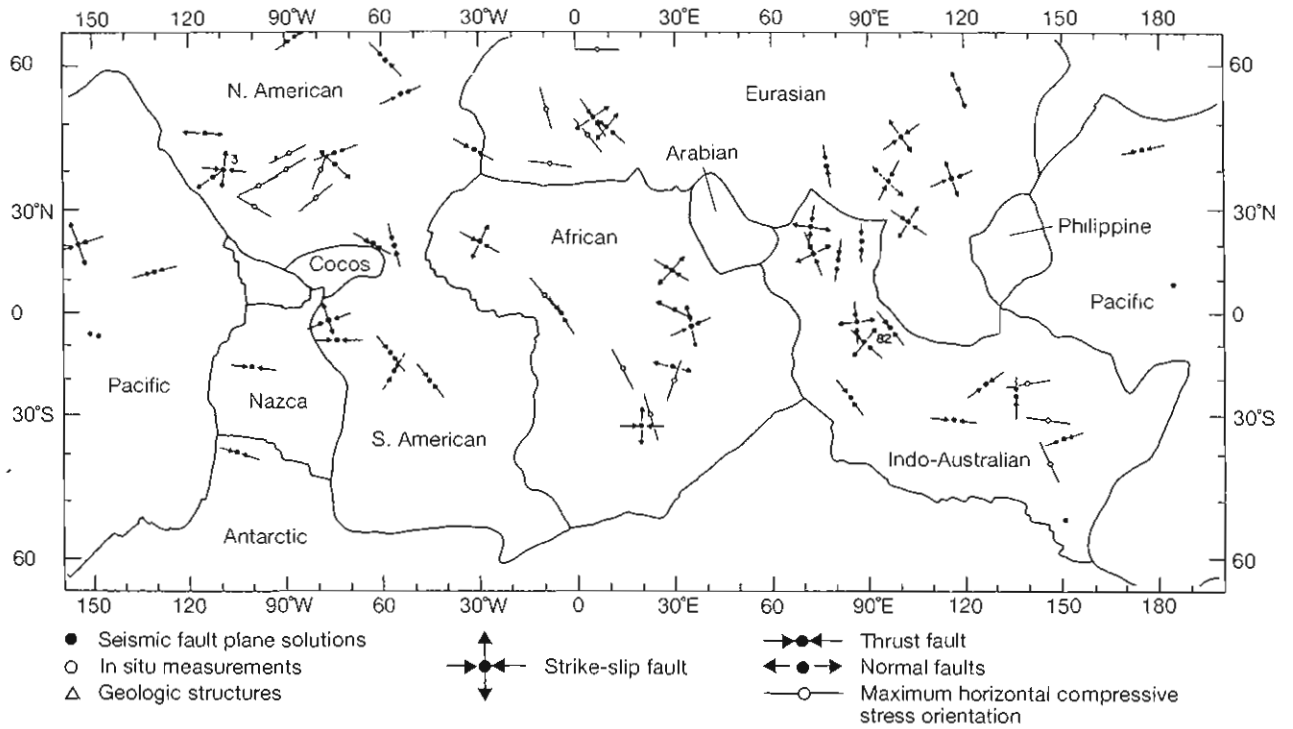 150 120 90°W 60 30°W 0 30°E 60 90°E 120 150 180
60 60
N. American
Eurasian
Arabian
3
30°N 30°N
African
Philippine
Cocos
Pacific
0 0
82
Pacific
Nazca
30°S 30°S
S. American
Indo-Australian
Antarctic
60 60
150 120 90°W 60 30°W 0 30°E 60 90°E 120 150 180
Seismic fault plane solutions
In situ measurements
Geologic structures
Strike-slip fault
Thrust fault
Normal faults
Maximum horizontal compressive
stress orientation